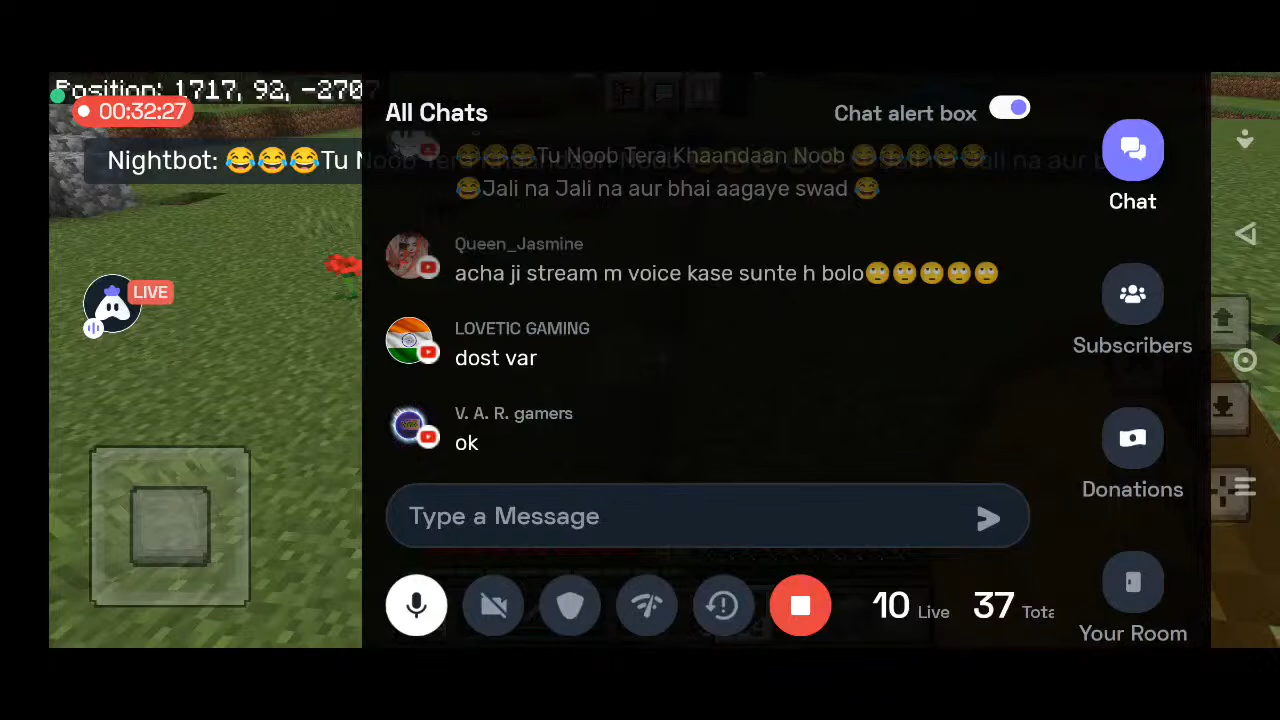 Position: 1717, 92, -2707
00:32:27
Nightbot: 😂😂😂Tu N
LIVE
All Chats
Chat alert box
😂😂😂Tu Noob Tera Khaandaan Noob 😂😂😂😂😂
😂Jali na Jali na aur bhai aagaye swad 😂
Queen_Jasmine
acha ji stream m voice kase sunte h bolo🙄🙄🙄🙄🙄
LOVETIC GAMING
dost var
V. A. R. gamers
ok
Type a Message
10 Live 37 Tota
Chat
Subscribers
Donations
Your Room